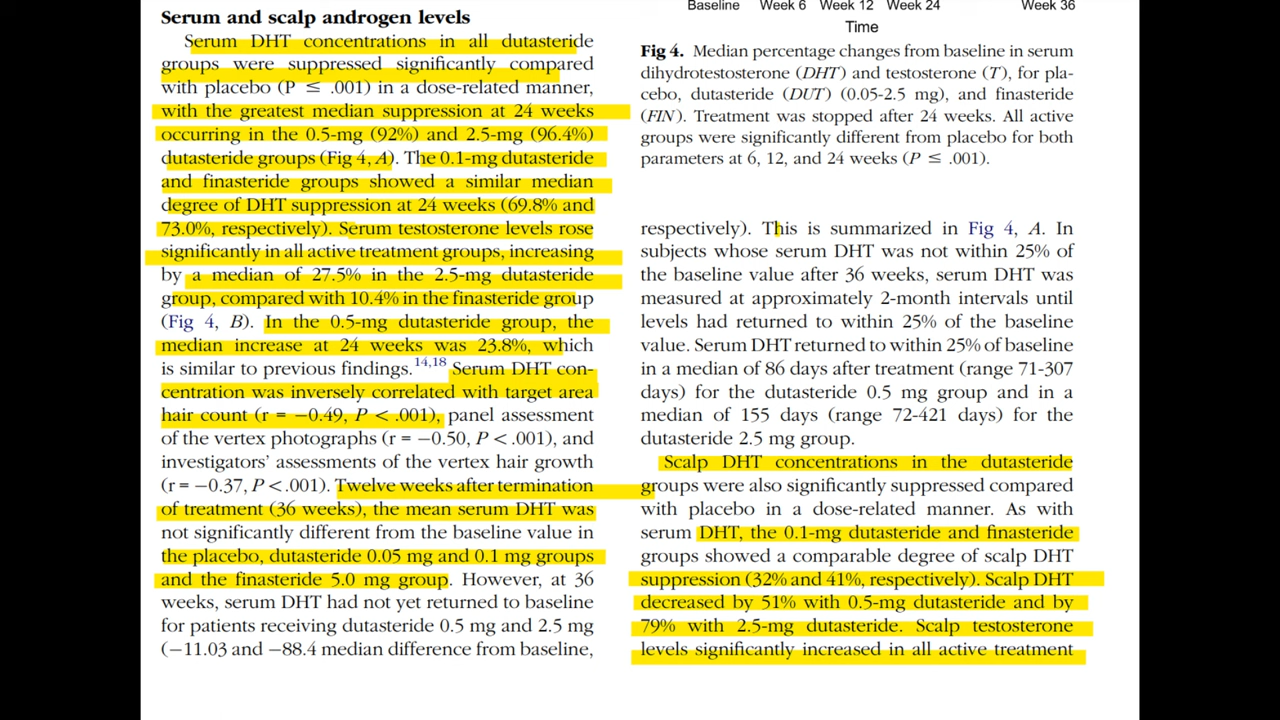 Serum and scalp androgen levels
Serum DHT concentrations in all dutasteride
groups were suppressed significantly compared
with placebo (P ≤ .001) in a dose-related manner,
with the greatest median suppression at 24 weeks
occurring in the 0.5-mg (92%) and 2.5-mg (96.4%)
dutasteride groups (Fig 4, A). The 0.1-mg dutasteride
and finasteride groups showed a similar median
degree of DHT suppression at 24 weeks (69.8% and
73.0%, respectively). Serum testosterone levels rose
significantly in all active treatment groups, increasing
by a median of 27.5% in the 2.5-mg dutasteride
group, compared with 10.4% in the finasteride group
(Fig 4, B). In the 0.5-mg dutasteride group, the
median increase at 24 weeks was 23.8%, which
is similar to previous findings.14,18 Serum DHT con-
centration was inversely correlated with target area
hair count (r = −0.49, P < .001), panel assessment
of the vertex photographs (r = −0.50, P < .001), and
investigators' assessments of the vertex hair growth
(r = −0.37, P < .001). Twelve weeks after termination
of treatment (36 weeks), the mean serum DHT was
not significantly different from the baseline value in
the placebo, dutasteride 0.05 mg and 0.1 mg groups
and the finasteride 5.0 mg group. However, at 36
weeks, serum DHT had not yet returned to baseline
for patients receiving dutasteride 0.5 mg and 2.5 mg
(−11.03 and −88.4 median difference from baseline,
Baseline Week 6 Week 12 Week 24 Week 36
Time
Fig 4. Median percentage changes from baseline in serum
dihydrotestosterone (DHT) and testosterone (T), for pla-
cebo, dutasteride (DUT) (0.05-2.5 mg), and finasteride
(FIN). Treatment was stopped after 24 weeks. All active
groups were significantly different from placebo for both
parameters at 6, 12, and 24 weeks (P ≤ .001).
respectively). This is summarized in Fig 4, A. In
subjects whose serum DHT was not within 25% of
the baseline value after 36 weeks, serum DHT was
measured at approximately 2-month intervals until
levels had returned to within 25% of the baseline
value. Serum DHT returned to within 25% of baseline
in a median of 86 days after treatment (range 71-307
days) for the dutasteride 0.5 mg group and in a
median of 155 days (range 72-421 days) for the
dutasteride 2.5 mg group.
Scalp DHT concentrations in the dutasteride
groups were also significantly suppressed compared
with placebo in a dose-related manner. As with
serum DHT, the 0.1-mg dutasteride and finasteride
groups showed a comparable degree of scalp DHT
suppression (32% and 41%, respectively). Scalp DHT
decreased by 51% with 0.5-mg dutasteride and by
79% with 2.5-mg dutasteride. Scalp testosterone
levels significantly increased in all active treatment